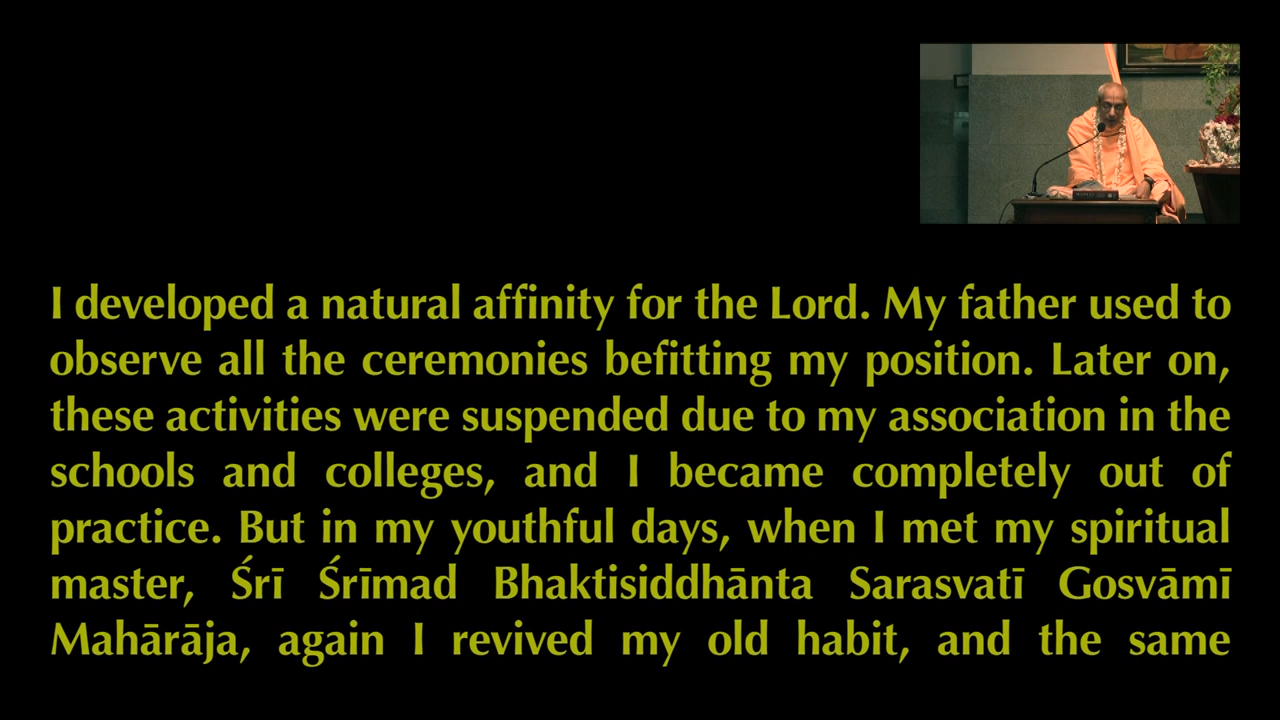 I developed a natural affinity for the Lord. My father used to
observe all the ceremonies befitting my position. Later on,
these activities were suspended due to my association in the
schools and colleges, and I became completely out of
practice. But in my youthful days, when I met my spiritual
master, Śrī Śrīmad Bhaktisiddhānta Sarasvatī Gosvāmī
Mahārāja, again I revived my old habit, and the same